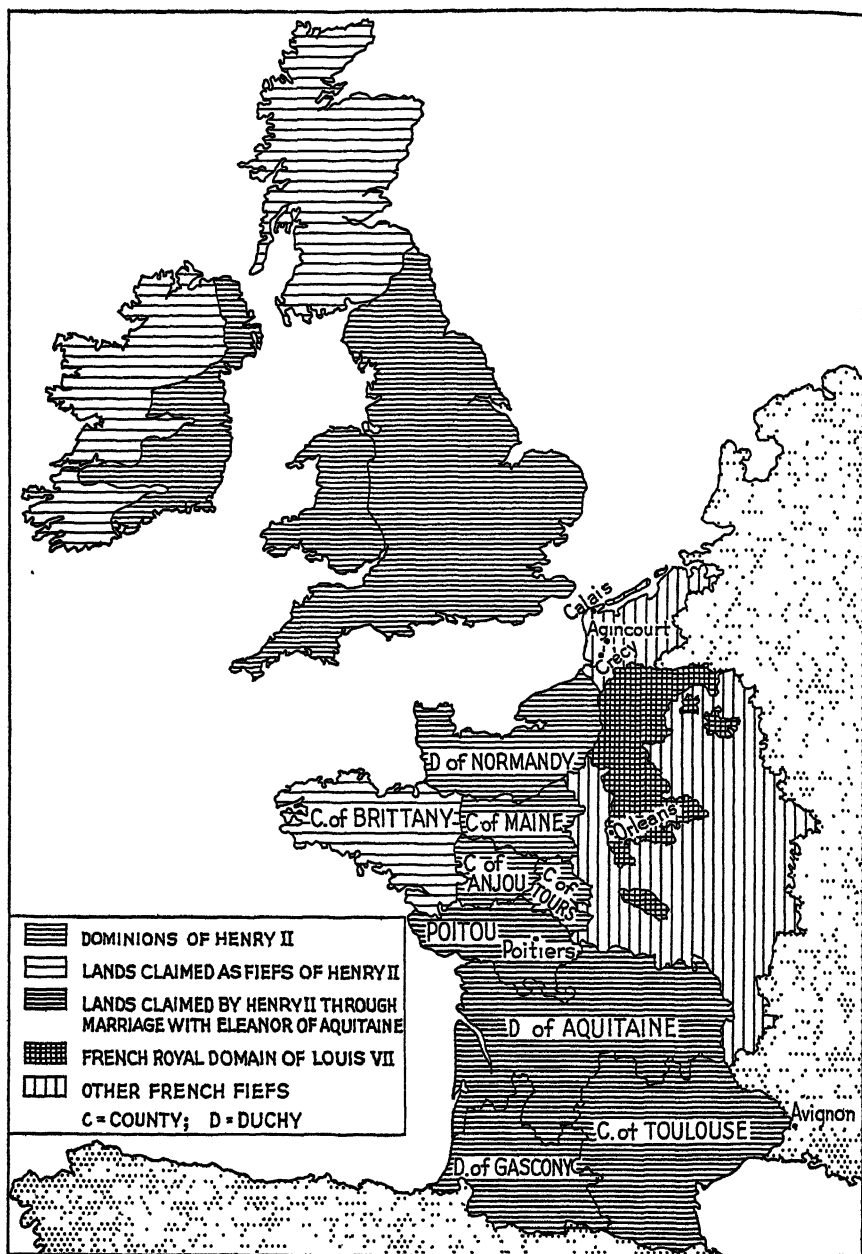 Calais
Agincourt
Crecy
D of NORMANDY
C. of BRITTANY
C of MAINE
Orléans
C of
ANJOU
C of
TOURS
POITOU
Poitiers
D of AQUITAINE
Avignon
C. of TOULOUSE
D. of GASCONY
DOMINIONS OF HENRY II
LANDS CLAIMED AS FIEFS OF HENRY II
LANDS CLAIMED BY HENRY II THROUGH
MARRIAGE WITH ELEANOR OF AQUITAINE
FRENCH ROYAL DOMAIN OF LOUIS VII
OTHER FRENCH FIEFS
C = COUNTY; D = DUCHY